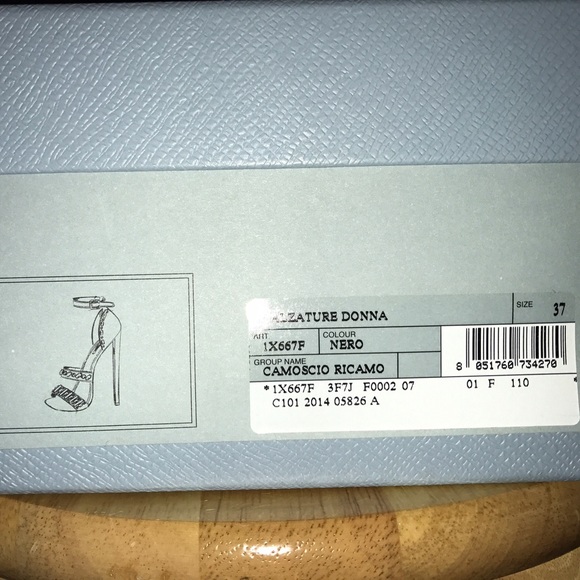 ALZATURE DONNA
SIZE 37
ART COLOUR
1X667F NERO
GROUP NAME
CAMOSCIO RICAMO
8 051760 734270
*1X667F 3F7J F0002 07 01 F 110
C101 2014 05826 A